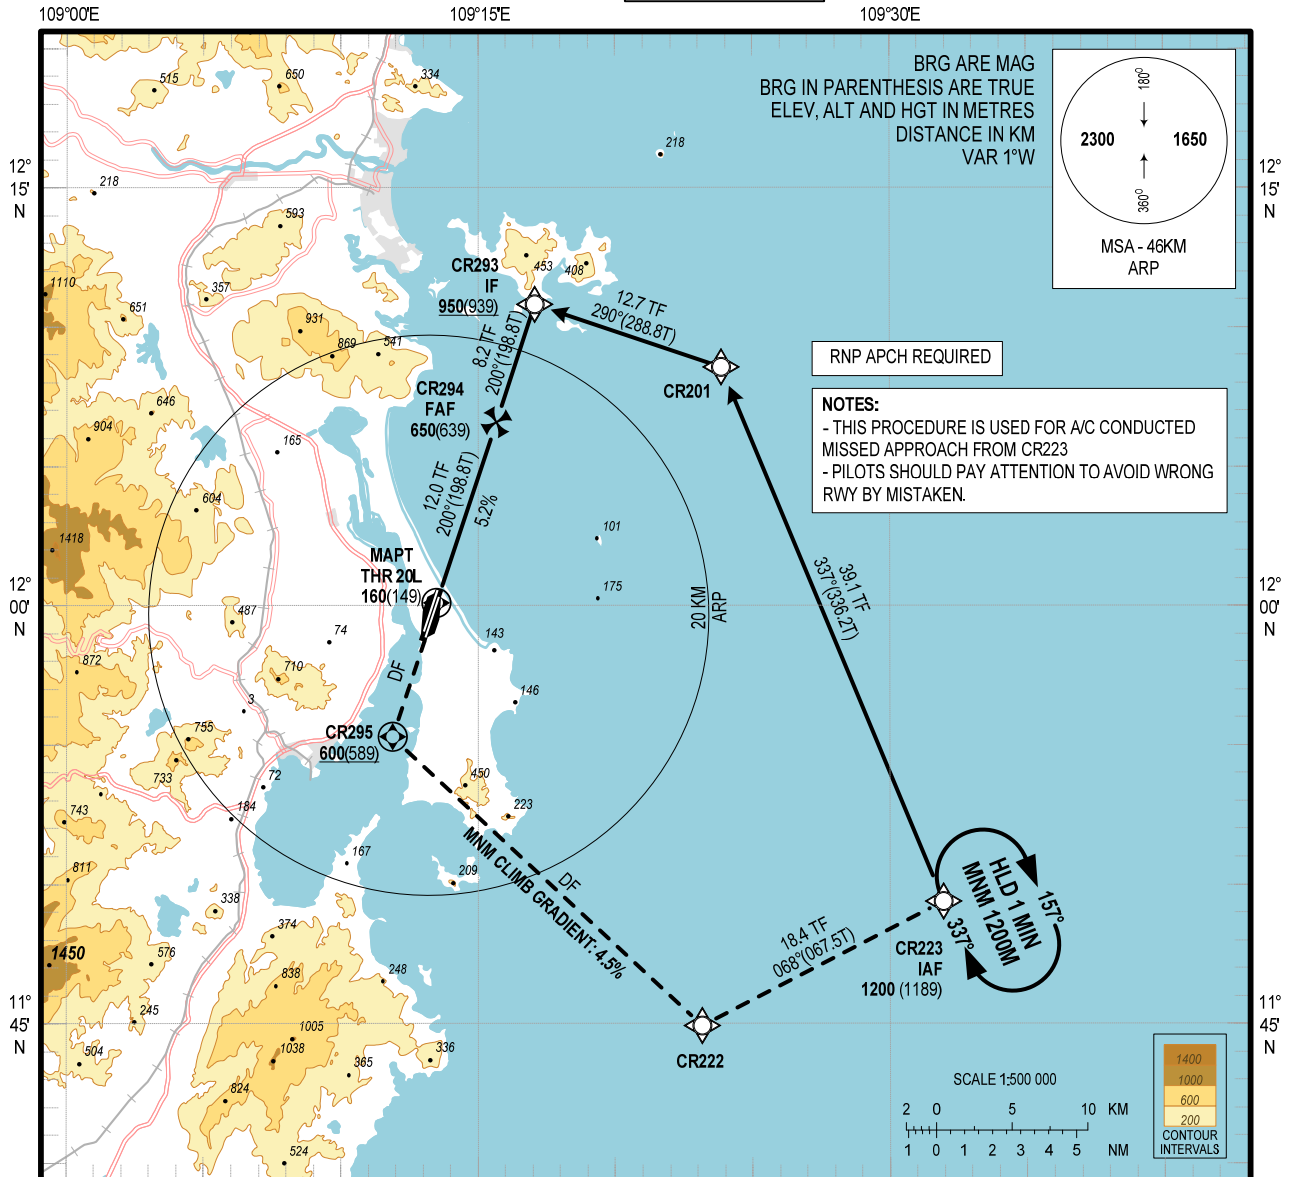 109°00'E
109°15'E
109°30'E
BRG ARE MAG
BRG IN PARENTHESIS ARE TRUE
ELEV, ALT AND HGT IN METRES
DISTANCE IN KM
VAR 1°W
180°
2300
1650
360°
MSA - 46KM
ARP
12°
15'
N
12°
15'
N
515
650
334
218
218
593
453
408
CR293
IF
950(939)
1110
357
651
931
869
541
12.7 TF
290°(288.8T)
8.2 TF
200°(198.8T)
RNP APCH REQUIRED
CR201
CR294
FAF
650(639)
NOTES:
- THIS PROCEDURE IS USED FOR A/C CONDUCTED
MISSED APPROACH FROM CR223
- PILOTS SHOULD PAY ATTENTION TO AVOID WRONG
RWY BY MISTAKEN.
646
904
165
604
1418
12.0 TF
200°(198.8T)
5.2%
101
175
MAPT
THR 20L
160(149)
39.1 TF
337°(336.2T)
20 KM
ARP
12°
00'
N
12°
00'
N
487
74
143
872
710
146
3
DF
CR295
600(589)
755
733
72
450
743
184
223
MNM CLIMB GRADIENT: 4.5%
DF
167
811
209
338
374
HLD 1 MIN
MNM 1200M
157°
337°
18.4 TF
068°(067.5T)
CR223
IAF
1200 (1189)
1450
576
838
248
245
1005
1038
504
365
336
824
524
CR222
11°
45'
N
11°
45'
N
SCALE 1:500 000
2 0 5 10 KM
1 0 1 2 3 4 5 NM
1400
1000
600
200
CONTOUR
INTERVALS